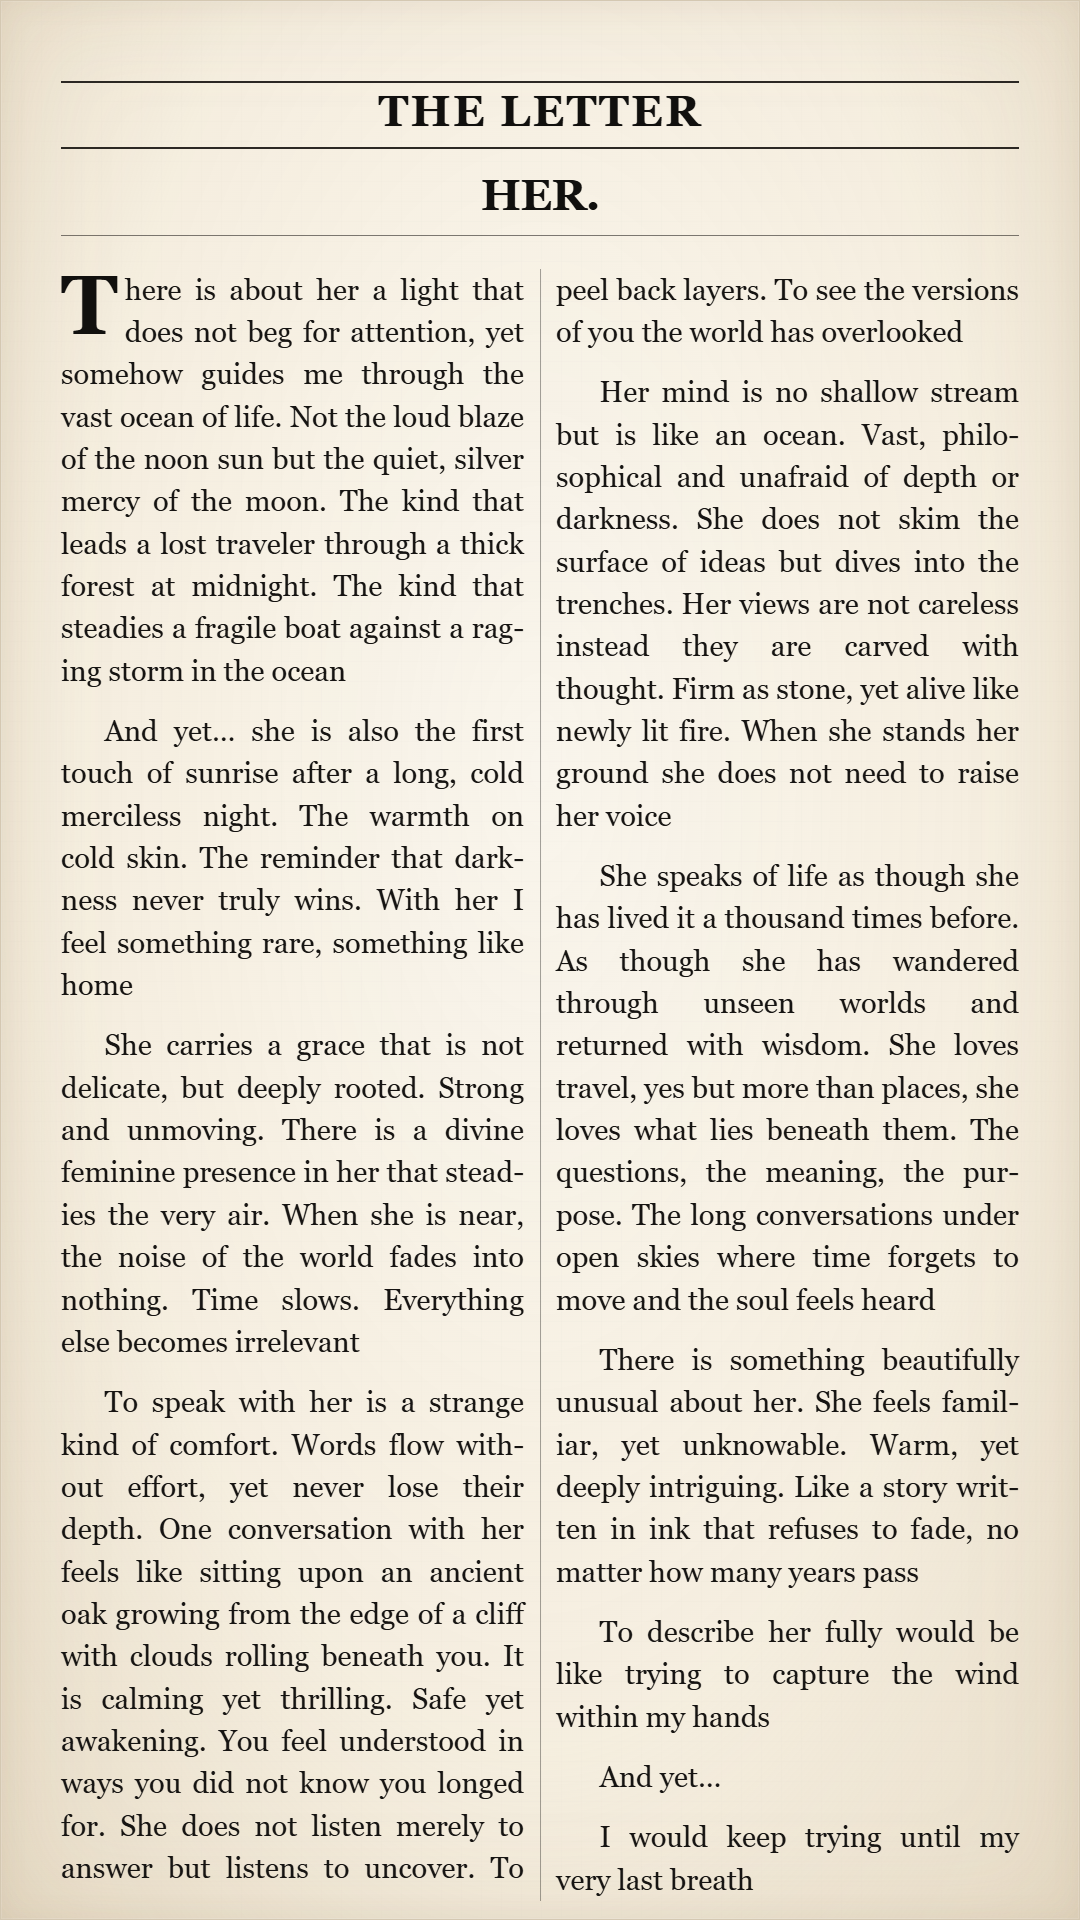 THE LETTER
HER.
There is about her a light that
does not beg for attention, yet
somehow guides me through the
vast ocean of life. Not the loud blaze
of the noon sun but the quiet, silver
mercy of the moon. The kind that
leads a lost traveler through a thick
forest at midnight. The kind that
steadies a fragile boat against a rag-
ing storm in the ocean
And yet... she is also the first
touch of sunrise after a long, cold
merciless night. The warmth on
cold skin. The reminder that dark-
ness never truly wins. With her I
feel something rare, something like
home
She carries a grace that is not
delicate, but deeply rooted. Strong
and unmoving. There is a divine
feminine presence in her that stead-
ies the very air. When she is near,
the noise of the world fades into
nothing. Time slows. Everything
else becomes irrelevant
To speak with her is a strange
kind of comfort. Words flow with-
out effort, yet never lose their
depth. One conversation with her
feels like sitting upon an ancient
oak growing from the edge of a cliff
with clouds rolling beneath you. It
is calming yet thrilling. Safe yet
awakening. You feel understood in
ways you did not know you longed
for. She does not listen merely to
answer but listens to uncover. To
peel back layers. To see the versions
of you the world has overlooked
Her mind is no shallow stream
but is like an ocean. Vast, philo-
sophical and unafraid of depth or
darkness. She does not skim the
surface of ideas but dives into the
trenches. Her views are not careless
instead they are carved with
thought. Firm as stone, yet alive like
newly lit fire. When she stands her
ground she does not need to raise
her voice
She speaks of life as though she
has lived it a thousand times before.
As though she has wandered
through unseen worlds and
returned with wisdom. She loves
travel, yes but more than places, she
loves what lies beneath them. The
questions, the meaning, the pur-
pose. The long conversations under
open skies where time forgets to
move and the soul feels heard
There is something beautifully
unusual about her. She feels famil-
iar, yet unknowable. Warm, yet
deeply intriguing. Like a story writ-
ten in ink that refuses to fade, no
matter how many years pass
To describe her fully would be
like trying to capture the wind
within my hands
And yet...
I would keep trying until my
very last breath